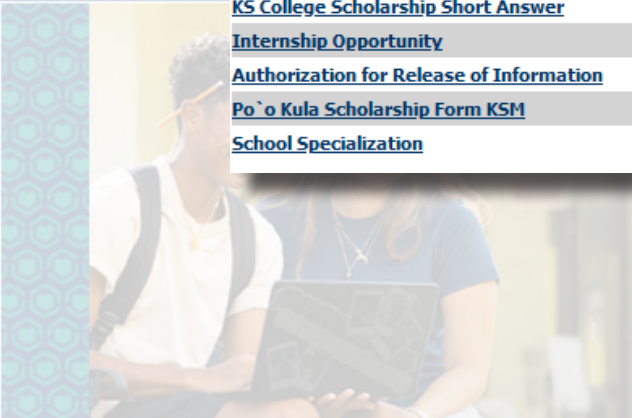 KS College Scholarship Short Answer
Internship Opportunity
Authorization for Release of Information
Po`o Kula Scholarship Form KSM
School Specialization